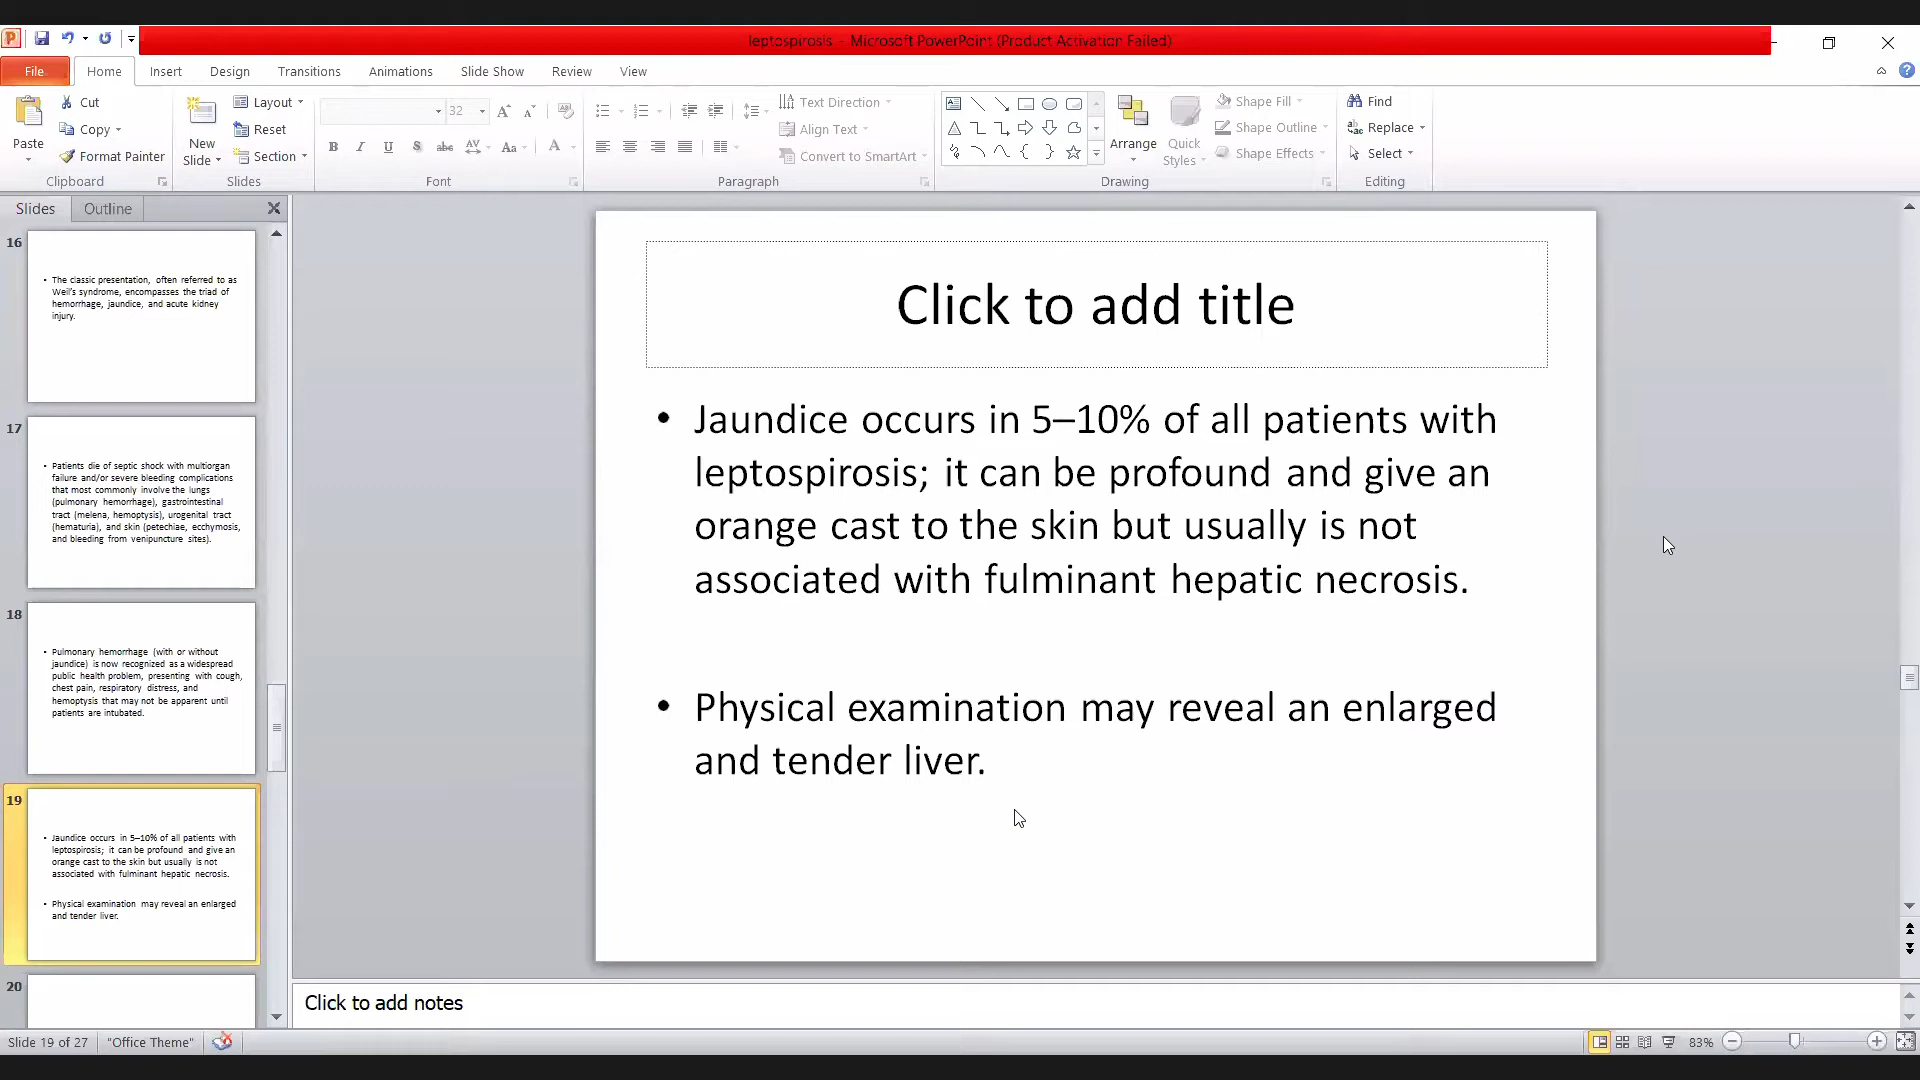 leptospirosis - Microsoft PowerPoint (Product Activation Failed)
File Home Insert Design Transitions Animations Slide Show Review View
Paste
Cut
Copy
Format Painter
Clipboard
New
Slide
Layout
Reset
Section
Slides
32
B I U S abc AV Aa A
Font
Text Direction
Align Text
Convert to SmartArt
Paragraph
Arrange
Quick
Styles
Shape Fill
Shape Outline
Shape Effects
Drawing
Find
Replace
Select
Editing
Slides Outline
16
• The classic presentation, often referred to as
Weil's syndrome, encompasses the triad of
hemorrhage, jaundice, and acute kidney
injury.
17
• Patients die of septic shock with multiorgan
failure and/or severe bleeding complications
that most commonly involve the lungs
(pulmonary hemorrhage), gastrointestinal
tract (melena, hemoptysis), urogenital tract
(hematuria), and skin (petechiae, ecchymosis,
and bleeding from venipuncture sites).
18
• Pulmonary hemorrhage (with or without
jaundice) is now recognized as a widespread
public health problem, presenting with cough,
chest pain, respiratory distress, and
hemoptysis that may not be apparent until
patients are intubated.
19
• Jaundice occurs in 5–10% of all patients with
leptospirosis; it can be profound and give an
orange cast to the skin but usually is not
associated with fulminant hepatic necrosis.
• Physical examination may reveal an enlarged
and tender liver.
20
Click to add title
• Jaundice occurs in 5–10% of all patients with
leptospirosis; it can be profound and give an
orange cast to the skin but usually is not
associated with fulminant hepatic necrosis.
• Physical examination may reveal an enlarged
and tender liver.
Click to add notes
Slide 19 of 27 "Office Theme" 83%